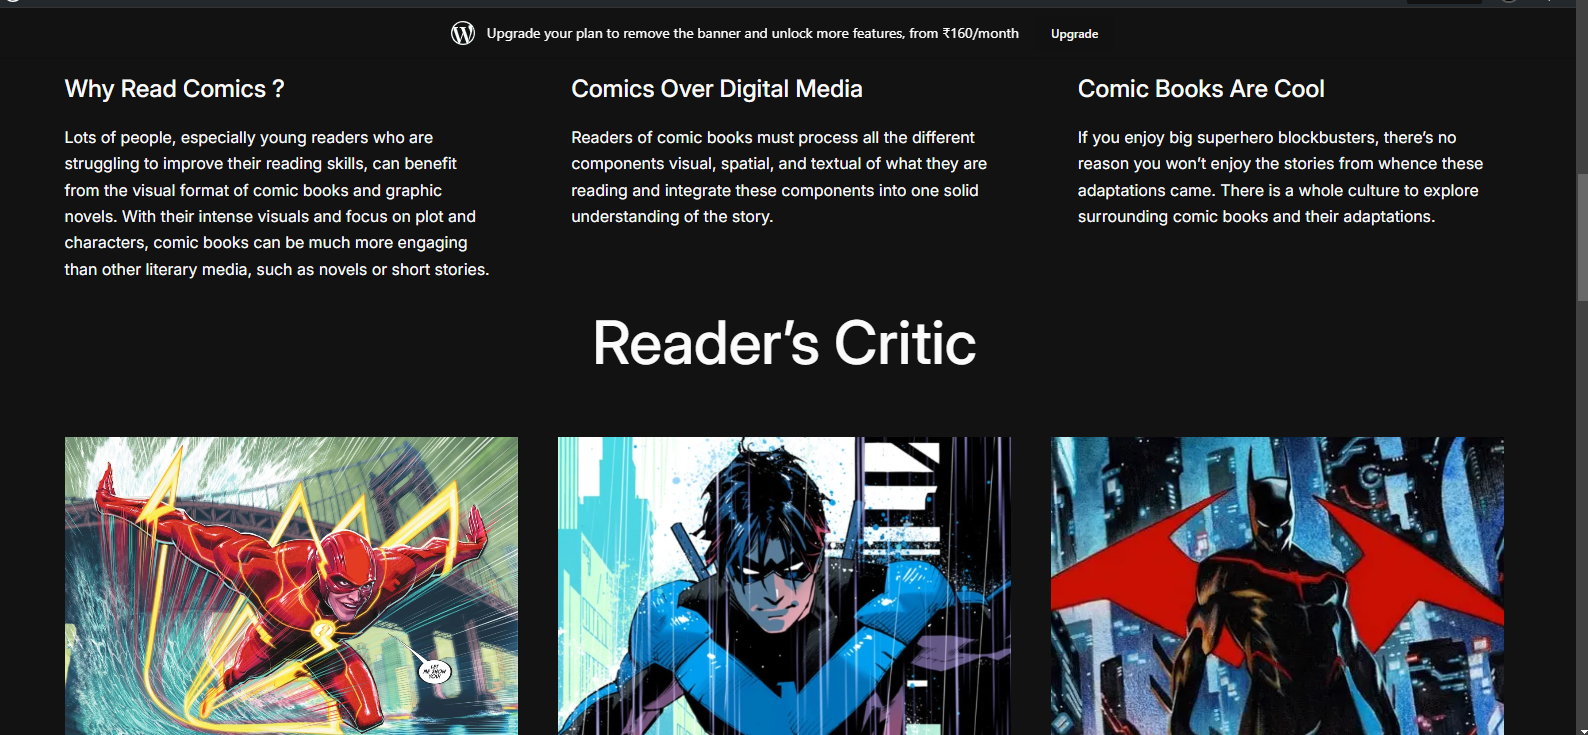 Upgrade your plan to remove the banner and unlock more features, from ₹160/month Upgrade
Why Read Comics ?
Lots of people, especially young readers who are
struggling to improve their reading skills, can benefit
from the visual format of comic books and graphic
novels. With their intense visuals and focus on plot and
characters, comic books can be much more engaging
than other literary media, such as novels or short stories.
Comics Over Digital Media
Readers of comic books must process all the different
components visual, spatial, and textual of what they are
reading and integrate these components into one solid
understanding of the story.
Comic Books Are Cool
If you enjoy big superhero blockbusters, there’s no
reason you won’t enjoy the stories from whence these
adaptations came. There is a whole culture to explore
surrounding comic books and their adaptations.
Reader’s Critic
LET
ME SHOW
YOU!